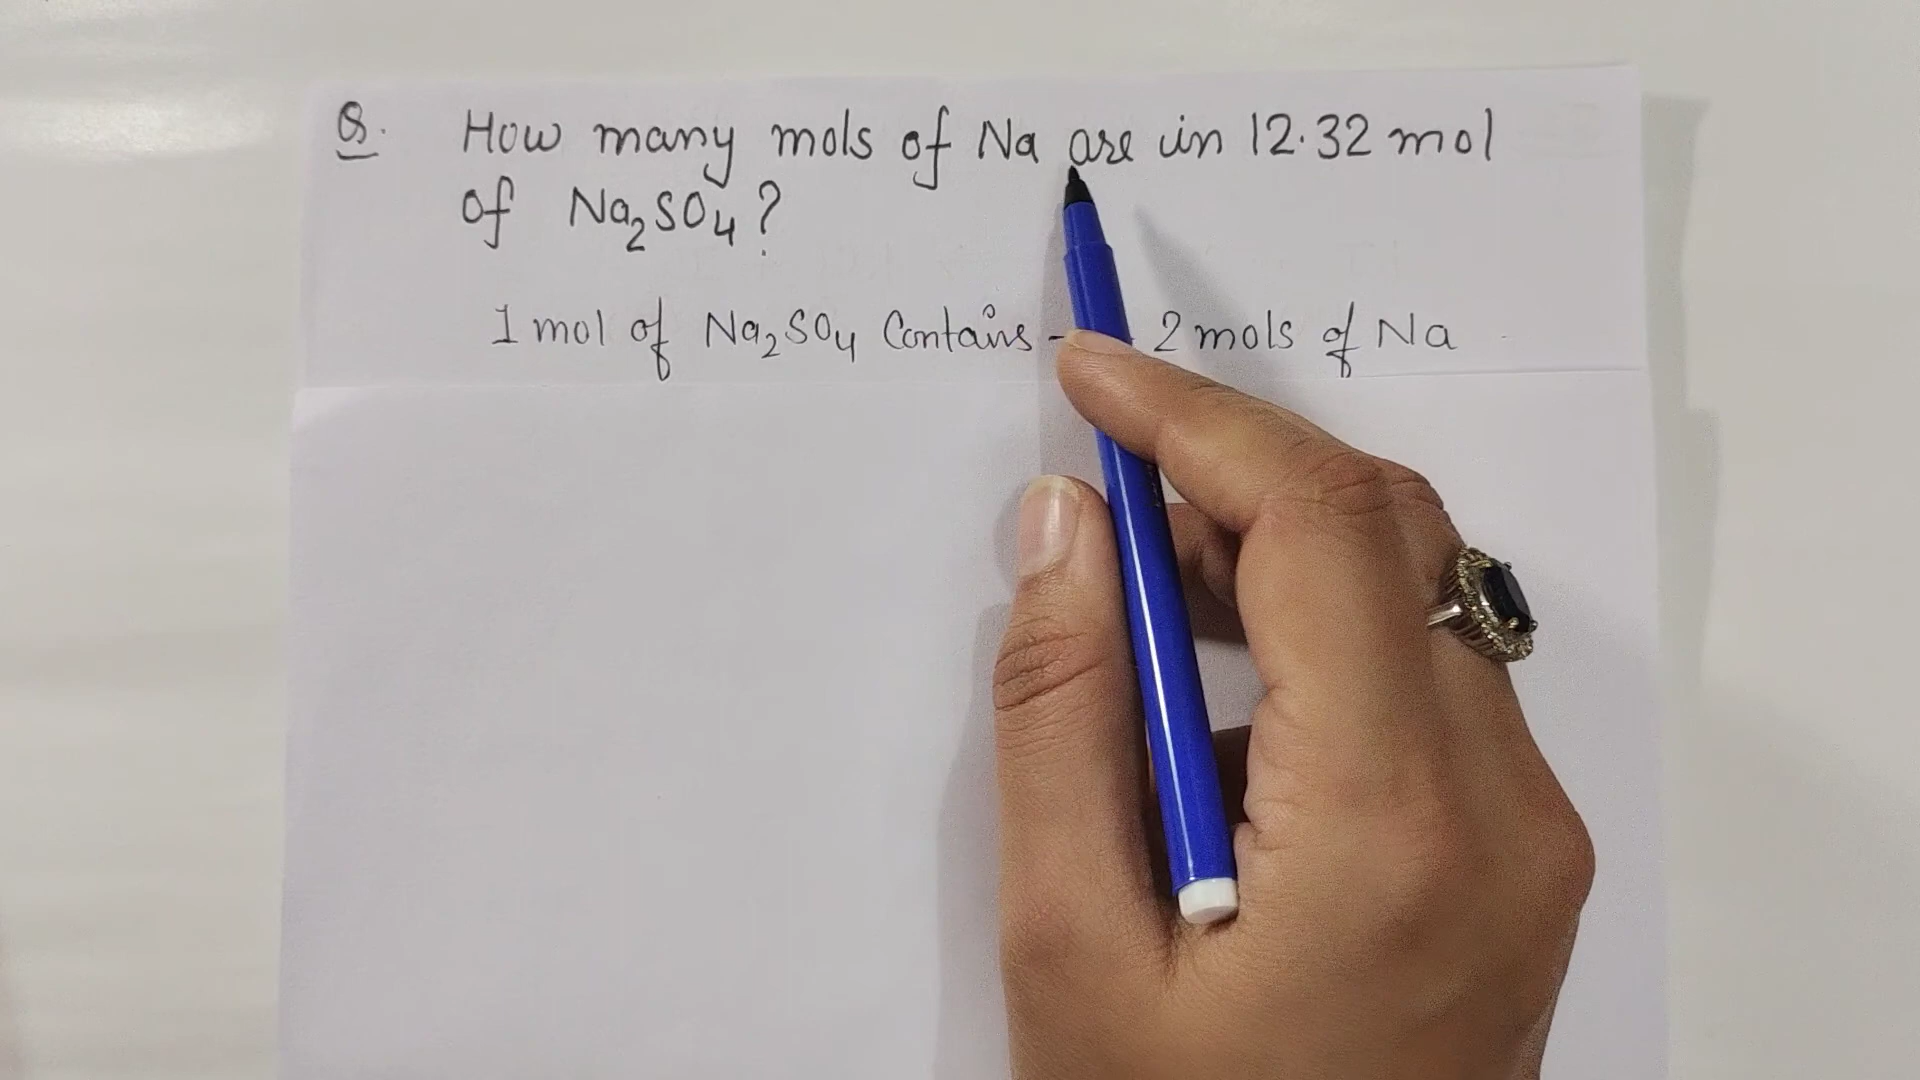 Q. How many mols of Na are in 12.32 mol
of Na₂SO₄?
1 mol of Na₂SO₄ Contains - 2 mols of Na